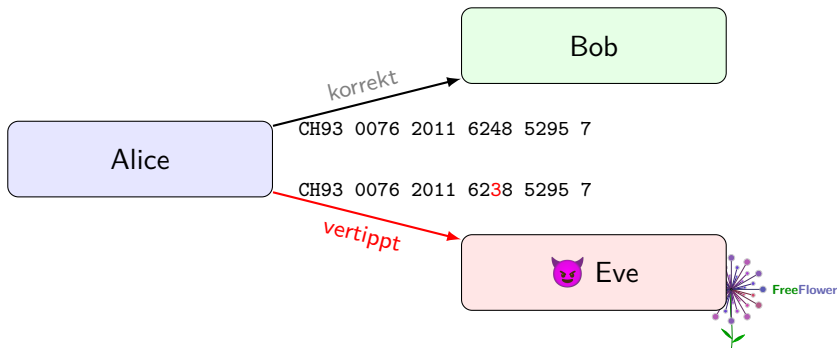 Bob
korrekt
CH93 0076 2011 6248 5295 7
Alice
CH93 0076 2011 6238 5295 7
vertippt
😈 Eve
FreeFlower